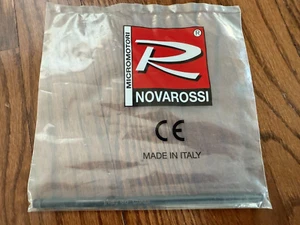 MICROMOTORI
R
®
NOVAROSSI
CE
MADE IN ITALY